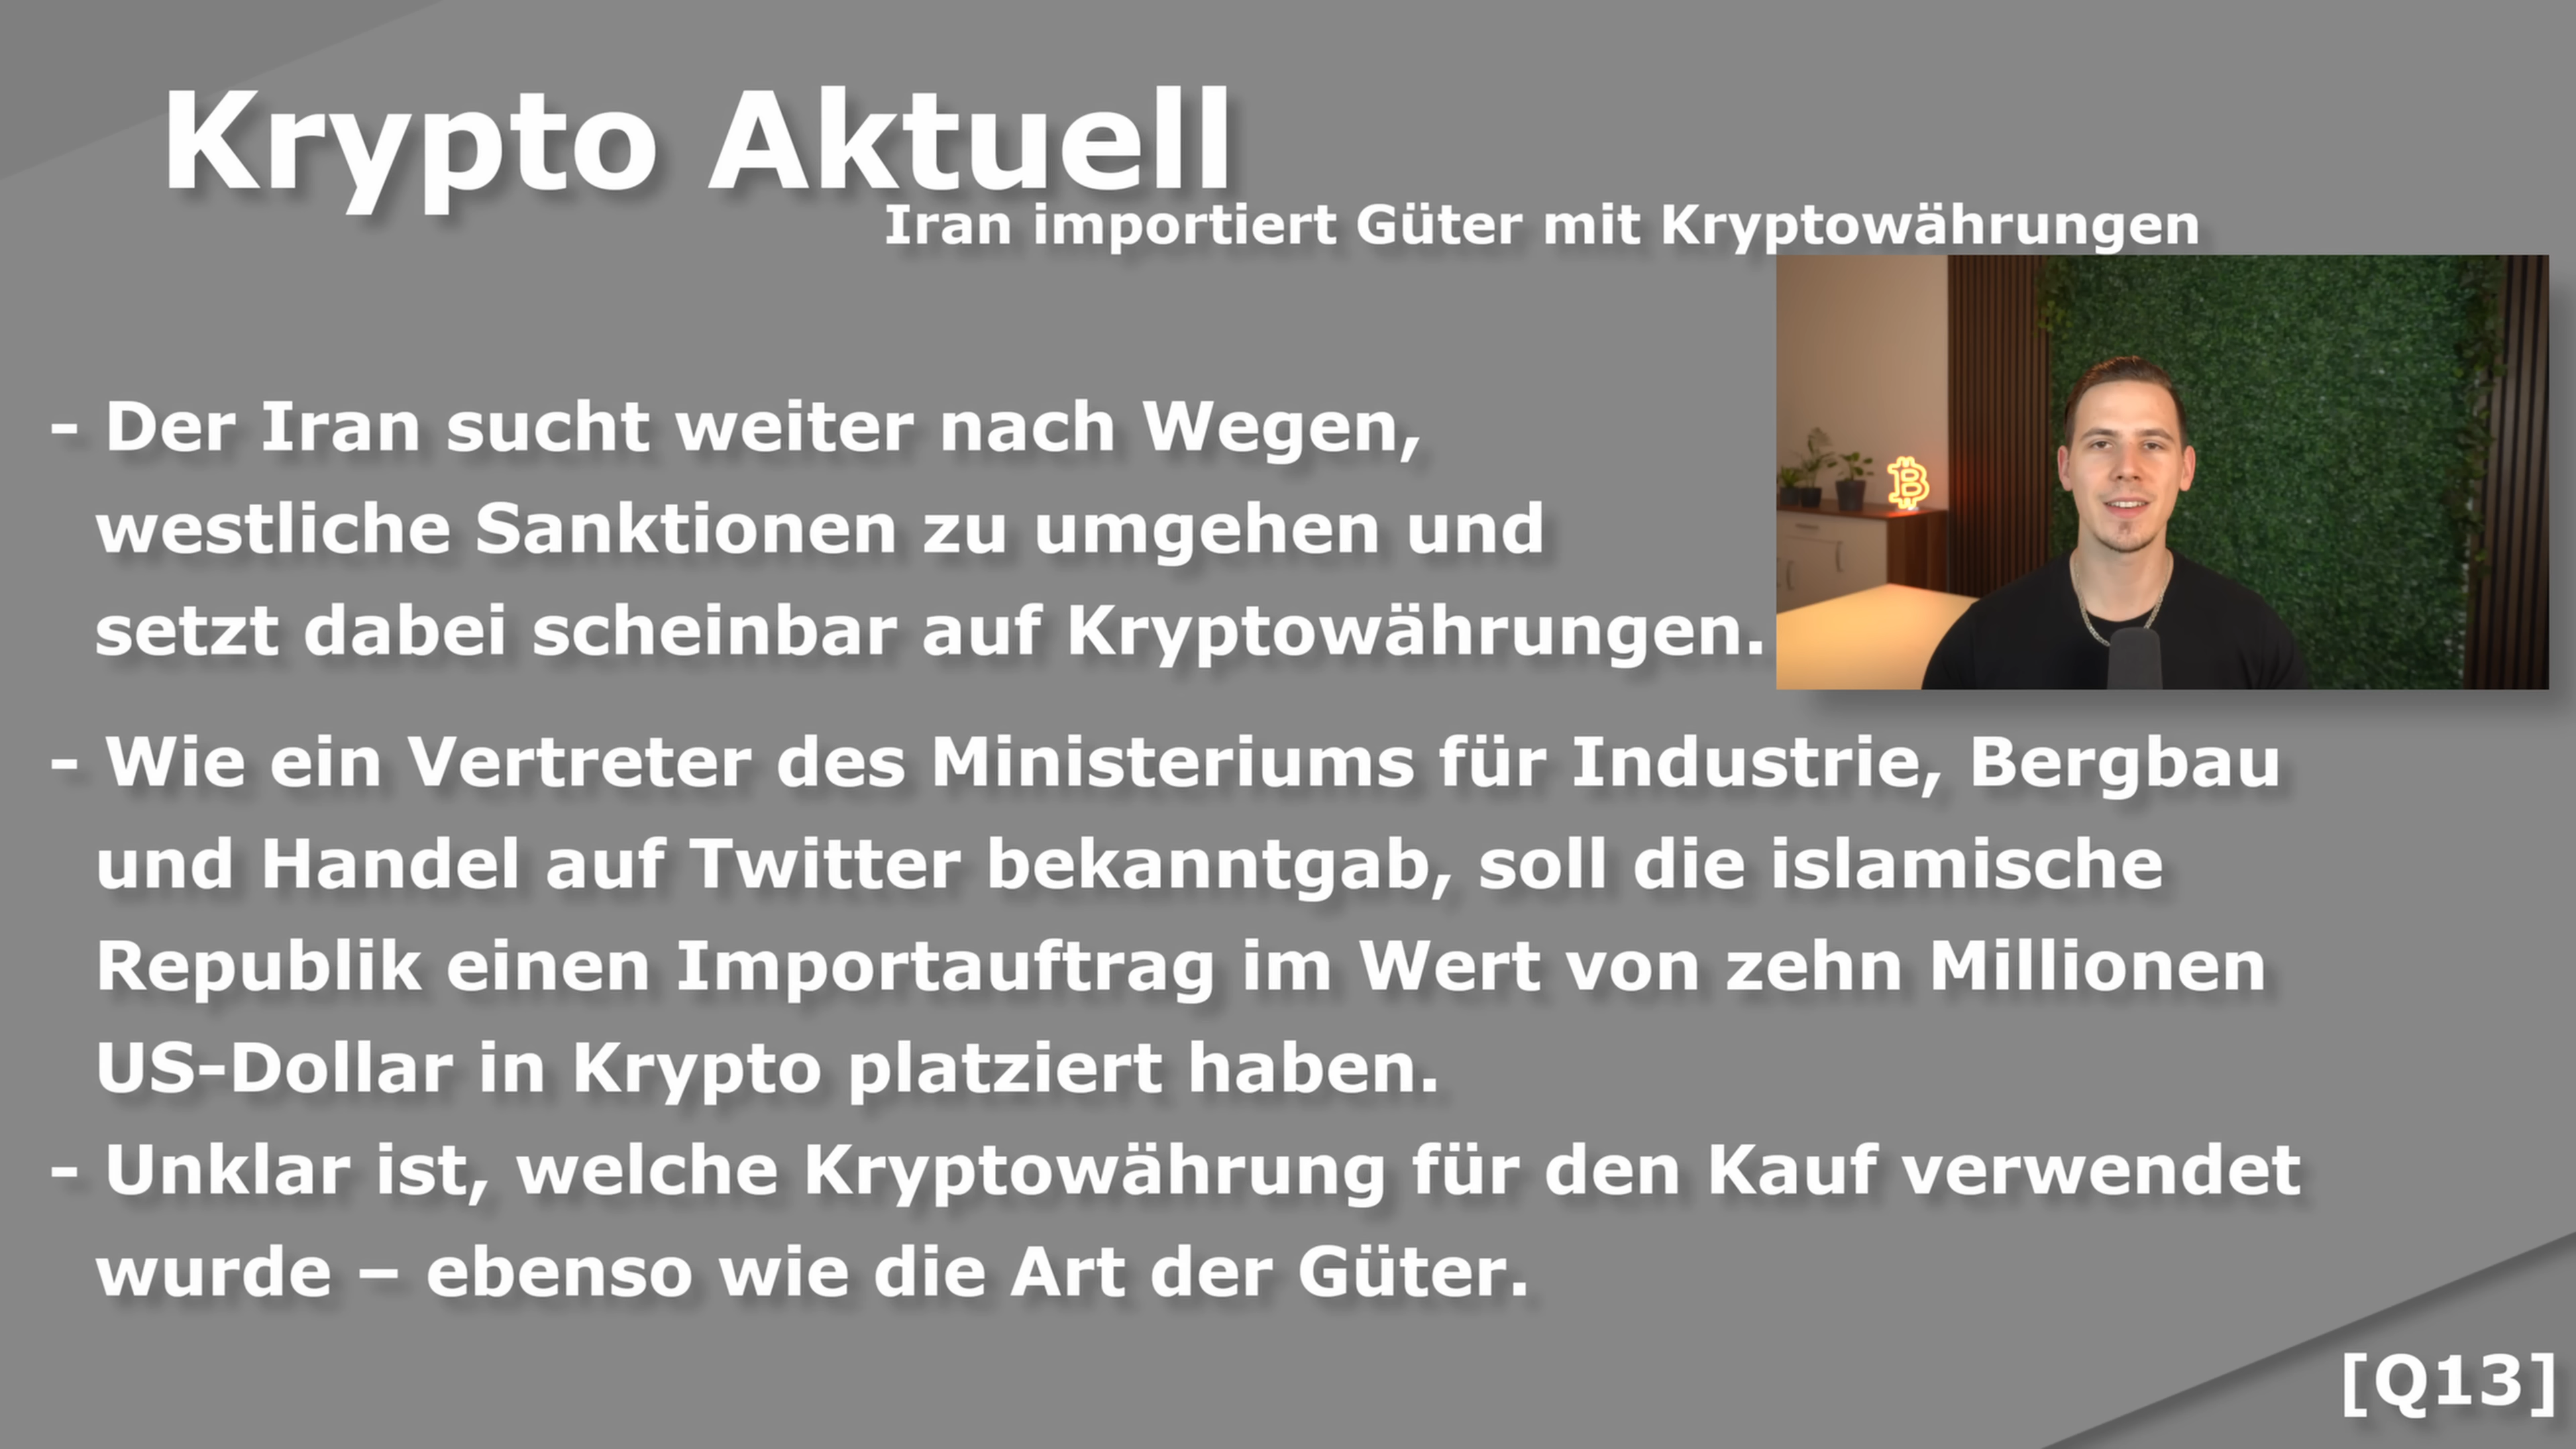 Krypto Aktuell
Iran importiert Güter mit Kryptowährungen
- Der Iran sucht weiter nach Wegen,
westliche Sanktionen zu umgehen und
setzt dabei scheinbar auf Kryptowährungen.
- Wie ein Vertreter des Ministeriums für Industrie, Bergbau
und Handel auf Twitter bekanntgab, soll die islamische
Republik einen Importauftrag im Wert von zehn Millionen
US-Dollar in Krypto platziert haben.
- Unklar ist, welche Kryptowährung für den Kauf verwendet
wurde – ebenso wie die Art der Güter.
[Q13]